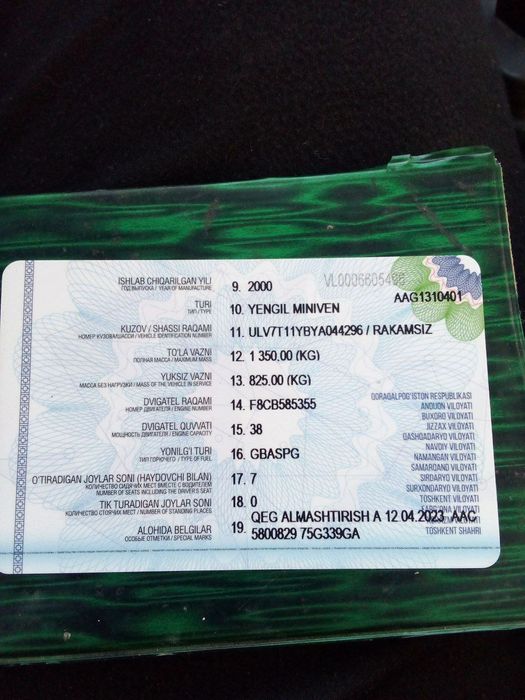 ISHLAB CHIQARILGAN YILI 9. 2000 VL0006605486
ГОД ВЫПУСКА / YEAR OF MANUFACTURE
AAG1310401
TURI 10. YENGIL MINIVEN
ТИП / TYPE
KUZOV / SHASSI RAQAMI 11. ULV7T11YBYA044296 / RAKAMSIZ
НОМЕР КУЗОВА/ШАССИ / VEHICLE IDENTIFICATION NUMBER
TO'LA VAZNI 12. 1 350.00 (KG)
ПОЛНАЯ МАССА / MAXIMUM MASS
YUKSIZ VAZNI 13. 825.00 (KG)
МАССА БЕЗ НАГРУЗКИ / MASS OF THE VEHICLE IN SERVICE
DVIGATEL RAQAMI 14. F8CB585355
НОМЕР ДВИГАТЕЛЯ / ENGINE NUMBER
DVIGATEL QUVVATI 15. 38
МОЩНОСТЬ ДВИГАТЕЛЯ / ENGINE CAPACITY
YONILG'I TURI 16. GBASPG
ТИП ГОРЮЧЕГО / TYPE OF FUEL
O'TIRADIGAN JOYLAR SONI (HAYDOVCHI BILAN) 17. 7
КОЛИЧЕСТВО СИДЯЧИХ МЕСТ ВМЕСТЕ С ВОДИТЕЛЕМ
NUMBER OF SEATS INCLUDING THE DRIVER'S SEAT
TIK TURADIGAN JOYLAR SONI 18. 0
КОЛИЧЕСТВО СТОЯЧИХ МЕСТ / NUMBER OF STANDING PLACES
ALOHIDA BELGILAR 19. QEG ALMASHTIRISH A 12.04.2023 AAC
ОСОБЫЕ ОТМЕТКИ / SPECIAL MARKS
5800829 75G339GA
QORAQALPOG'ISTON RESPUBLIKASI
ANDIJON VILOYATI
BUXORO VILOYATI
JIZZAX VILOYATI
QASHQADARYO VILOYATI
NAVOIY VILOYATI
NAMANGAN VILOYATI
SAMARQAND VILOYATI
SIRDARYO VILOYATI
SURXONDARYO VILOYATI
TOSHKENT VILOYATI
FARG'ONA VILOYATI
TOSHKENT SHAHRI